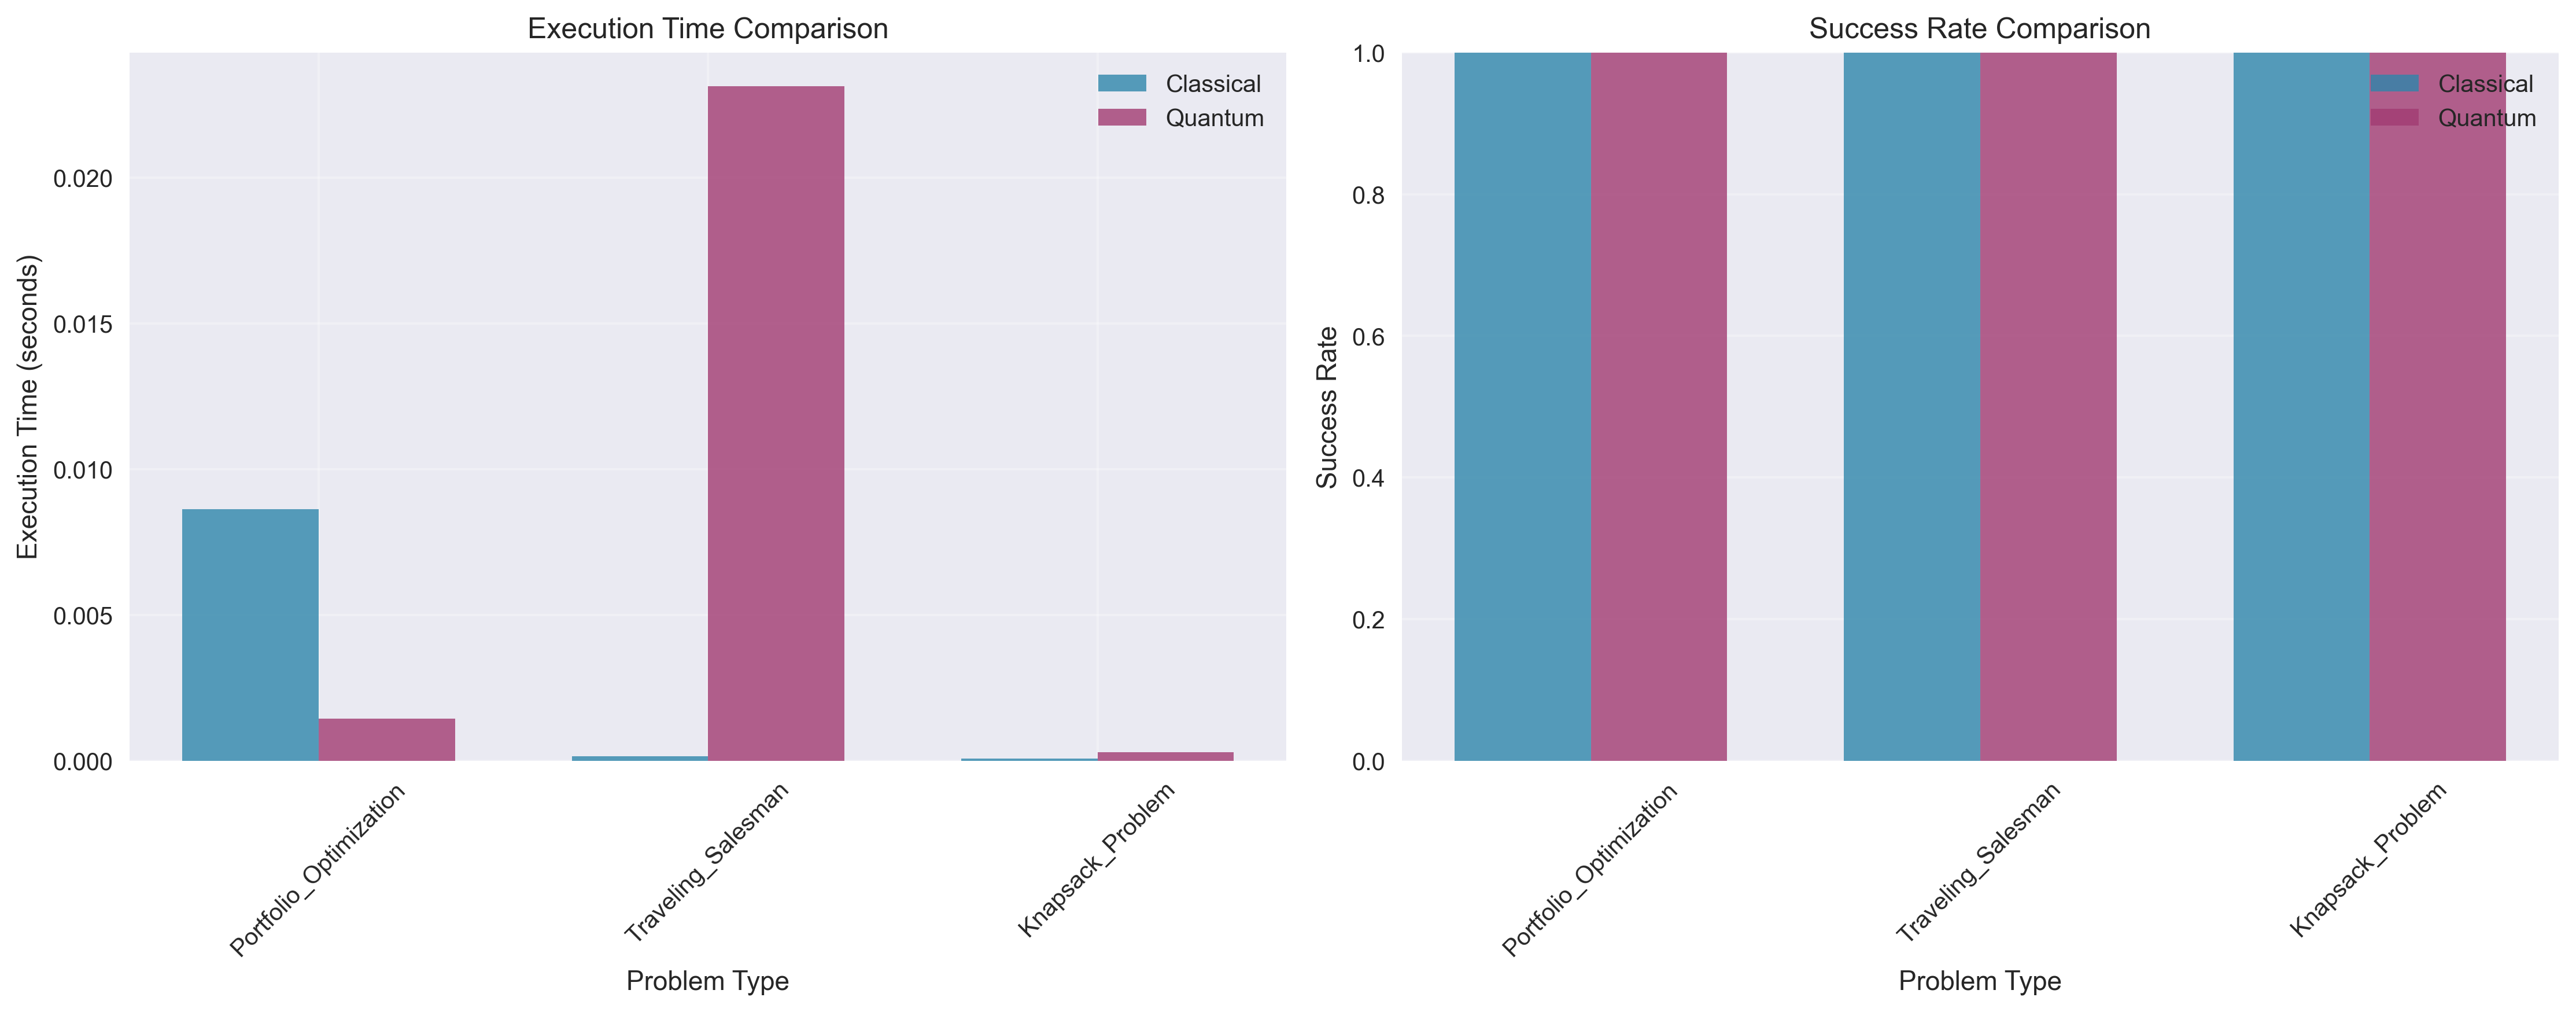 Execution Time Comparison
Classical
Quantum
0.020
0.015
0.010
0.005
0.000
Execution Time (seconds)
Portfolio_Optimization
Traveling_Salesman
Knapsack_Problem
Problem Type
Success Rate Comparison
Classical
Quantum
1.0
0.8
0.6
0.4
0.2
0.0
Success Rate
Portfolio_Optimization
Traveling_Salesman
Knapsack_Problem
Problem Type